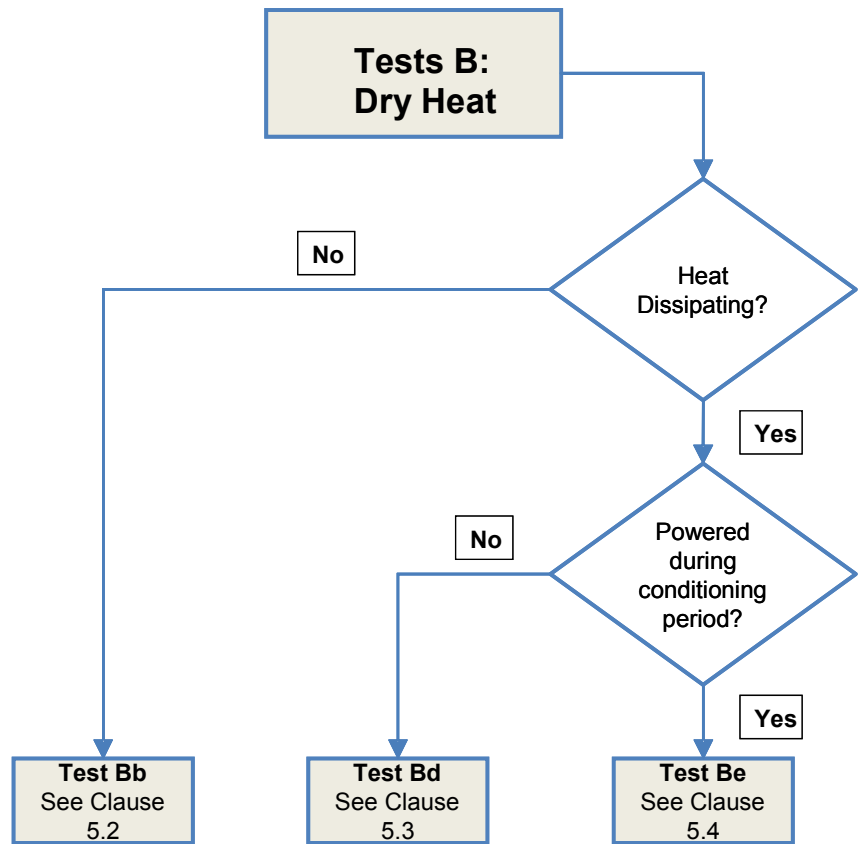 Tests B:
Dry Heat
No
Heat
Dissipating?
Yes
No
Powered
during
conditioning
period?
Yes
Test Bb
See Clause
5.2
Test Bd
See Clause
5.3
Test Be
See Clause
5.4